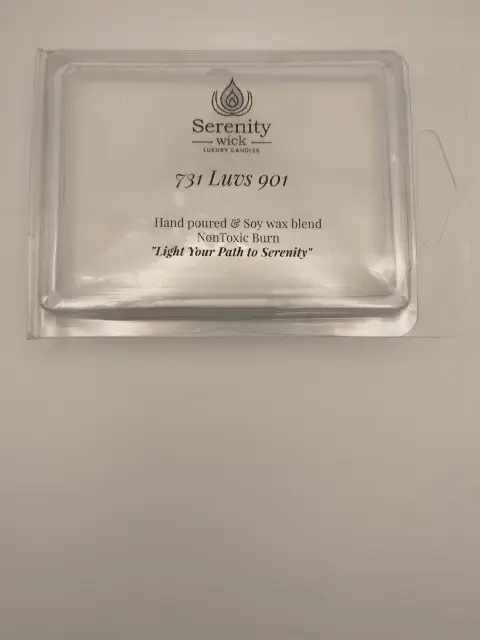 Serenity
wick
LUXURY CANDLES
731 Luvs 901
Hand poured & Soy wax blend
NonToxic Burn
"Light Your Path to Serenity"